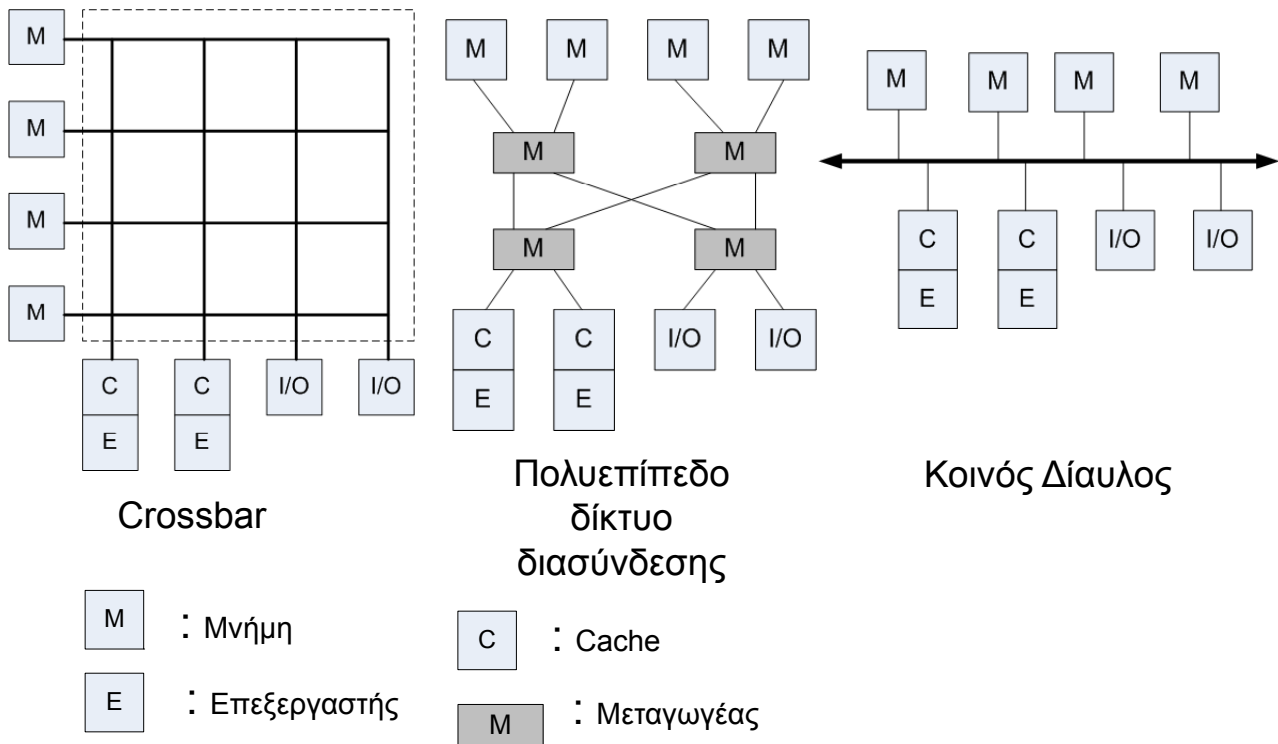 M
M
M
M
C
E
C
E
I/O
I/O
Crossbar
M
M
M
M
M
M
M
M
C
E
C
E
I/O
I/O
Πολυεπίπεδο
δίκτυο
διασύνδεσης
M
M
M
M
C
E
C
E
I/O
I/O
Κοινός Δίαυλος
M : Μνήμη
E : Επεξεργαστής
C : Cache
M : Μεταγωγέας